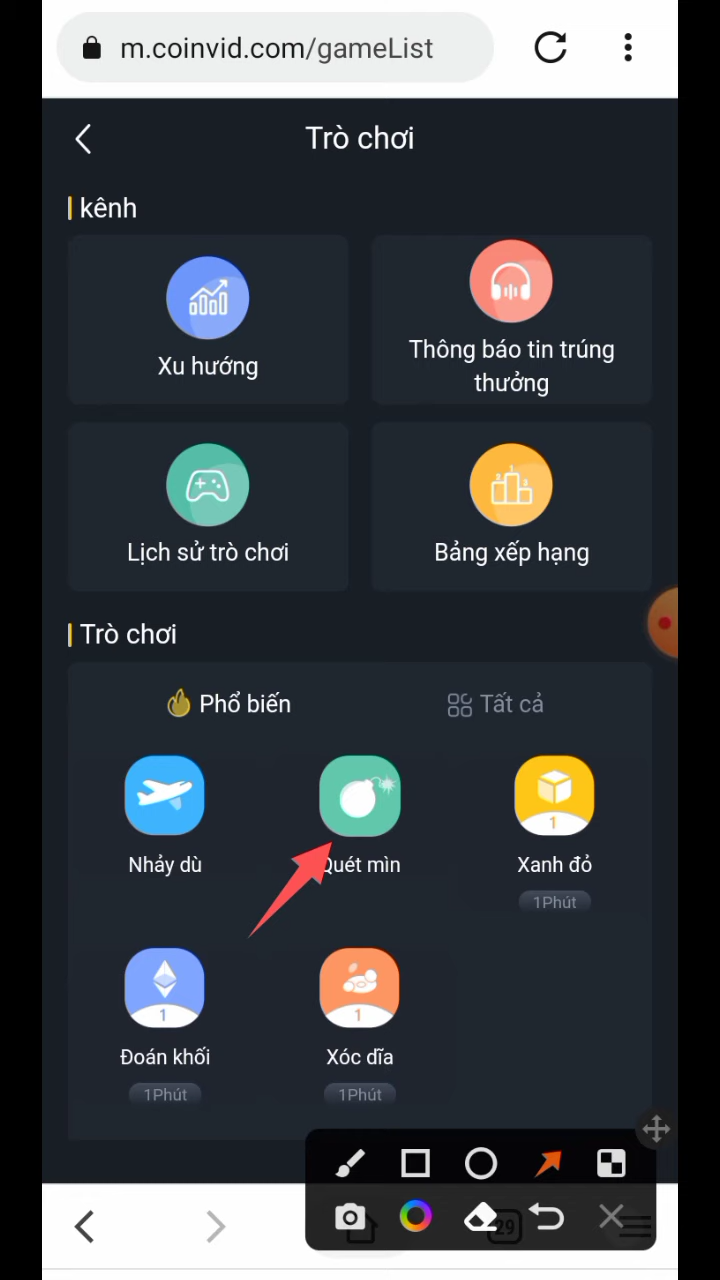 m.coinvid.com/gameList
Trò chơi
kênh
Xu hướng
Thông báo tin trúng
thưởng
Lịch sử trò chơi
Bảng xếp hạng
Trò chơi
Phổ biến
Tất cả
Nhảy dù
Quét mìn
1
Xanh đỏ
1Phút
1
1
Đoán khối
Xóc dĩa
1Phút
1Phút
29